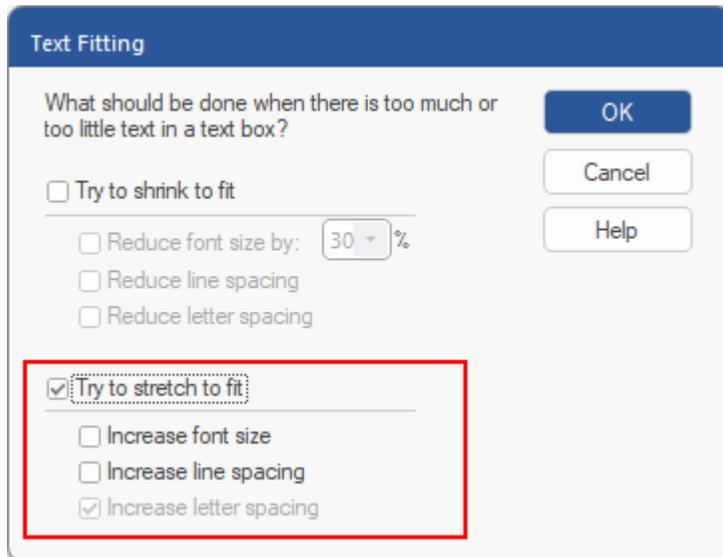 Text Fitting
What should be done when there is too much or
too little text in a text box?
OK
Cancel
Help
Try to shrink to fit
Reduce font size by: 30 %
Reduce line spacing
Reduce letter spacing
Try to stretch to fit
Increase font size
Increase line spacing
Increase letter spacing